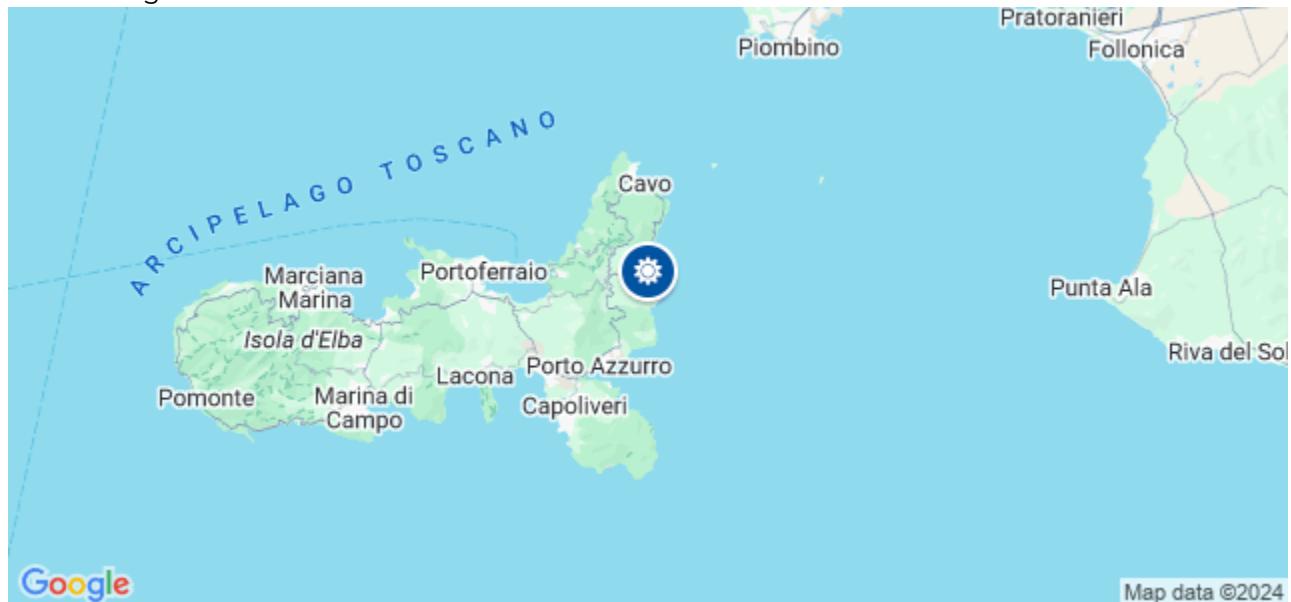 Pratoranieri
Piombino
Follonica
ARCIPELAGO TOSCANO
Cavo
Marciana
Marina
Portoferraio
Punta Ala
Isola d'Elba
Riva del Sol
Porto Azzurro
Lacona
Pomonte
Marina di
Campo
Capoliveri
Google
Map data ©2024